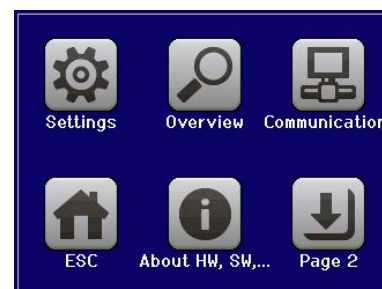 Settings
Overview
Communication
ESC
About HW, SW,...
Page 2